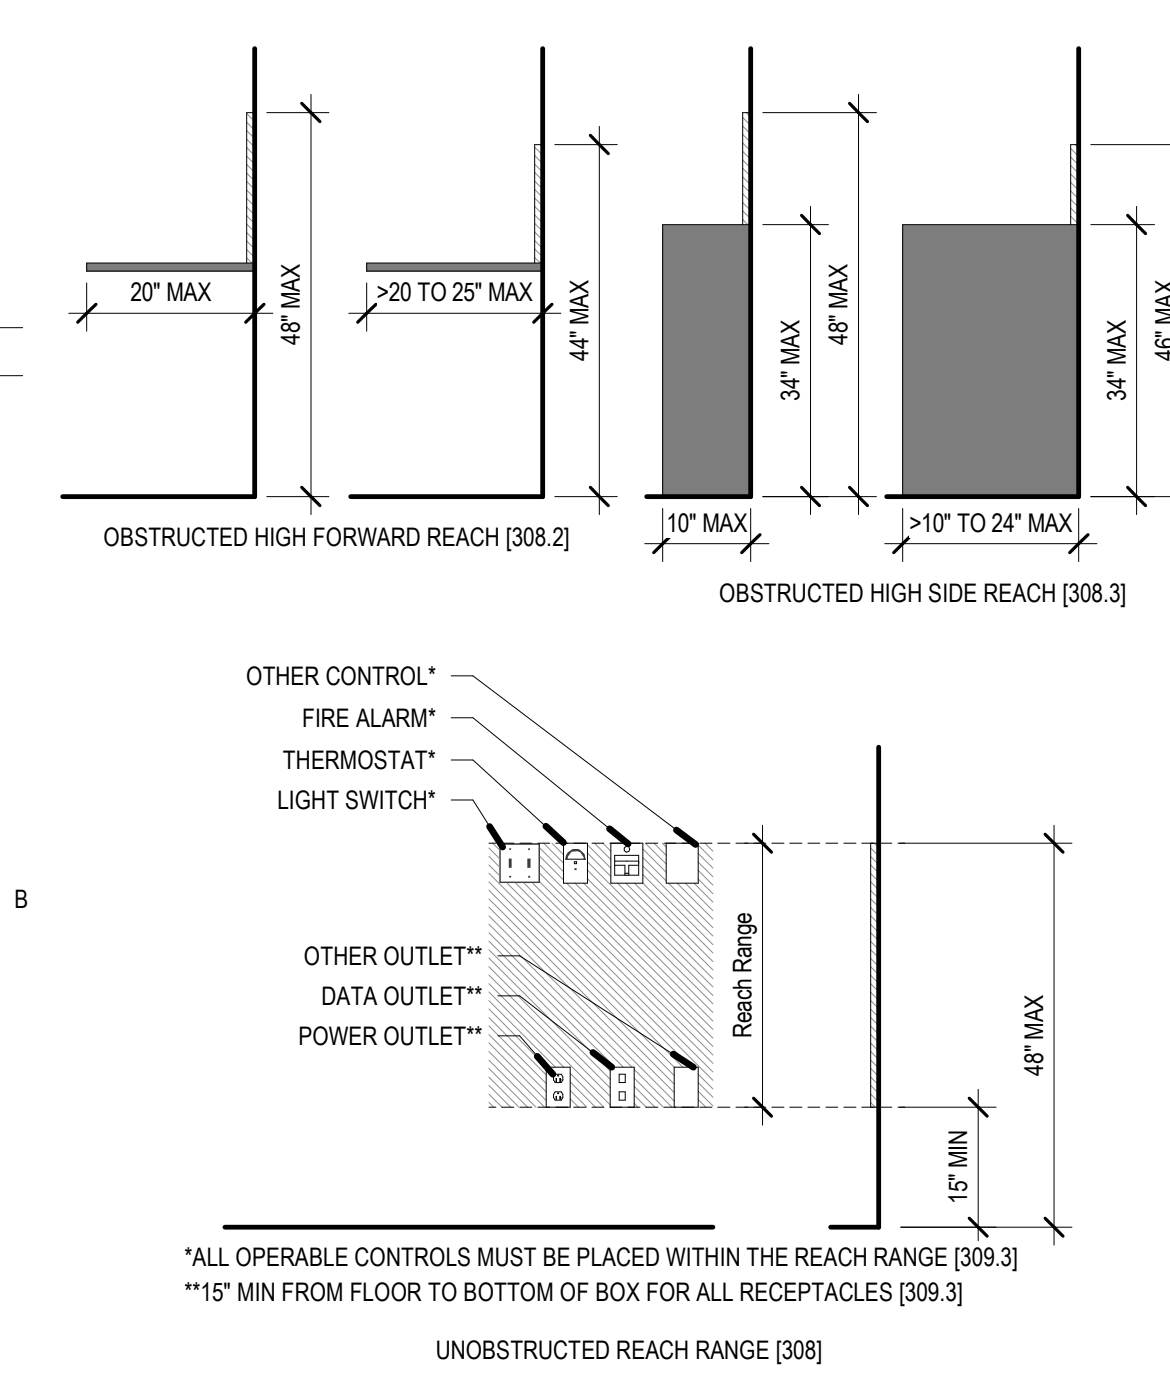 20" MAX
48" MAX
>20 TO 25" MAX
44" MAX
34" MAX
48" MAX
34" MAX
46" MAX
OBSTRUCTED HIGH FORWARD REACH [308.2]
10" MAX
>10" TO 24" MAX
OBSTRUCTED HIGH SIDE REACH [308.3]
OTHER CONTROL*
FIRE ALARM*
THERMOSTAT*
LIGHT SWITCH*
B
OTHER OUTLET**
DATA OUTLET**
POWER OUTLET**
Reach Range
48" MAX
15" MIN
*ALL OPERABLE CONTROLS MUST BE PLACED WITHIN THE REACH RANGE [309.3]
**15" MIN FROM FLOOR TO BOTTOM OF BOX FOR ALL RECEPTACLES [309.3]
UNOBSTRUCTED REACH RANGE [308]